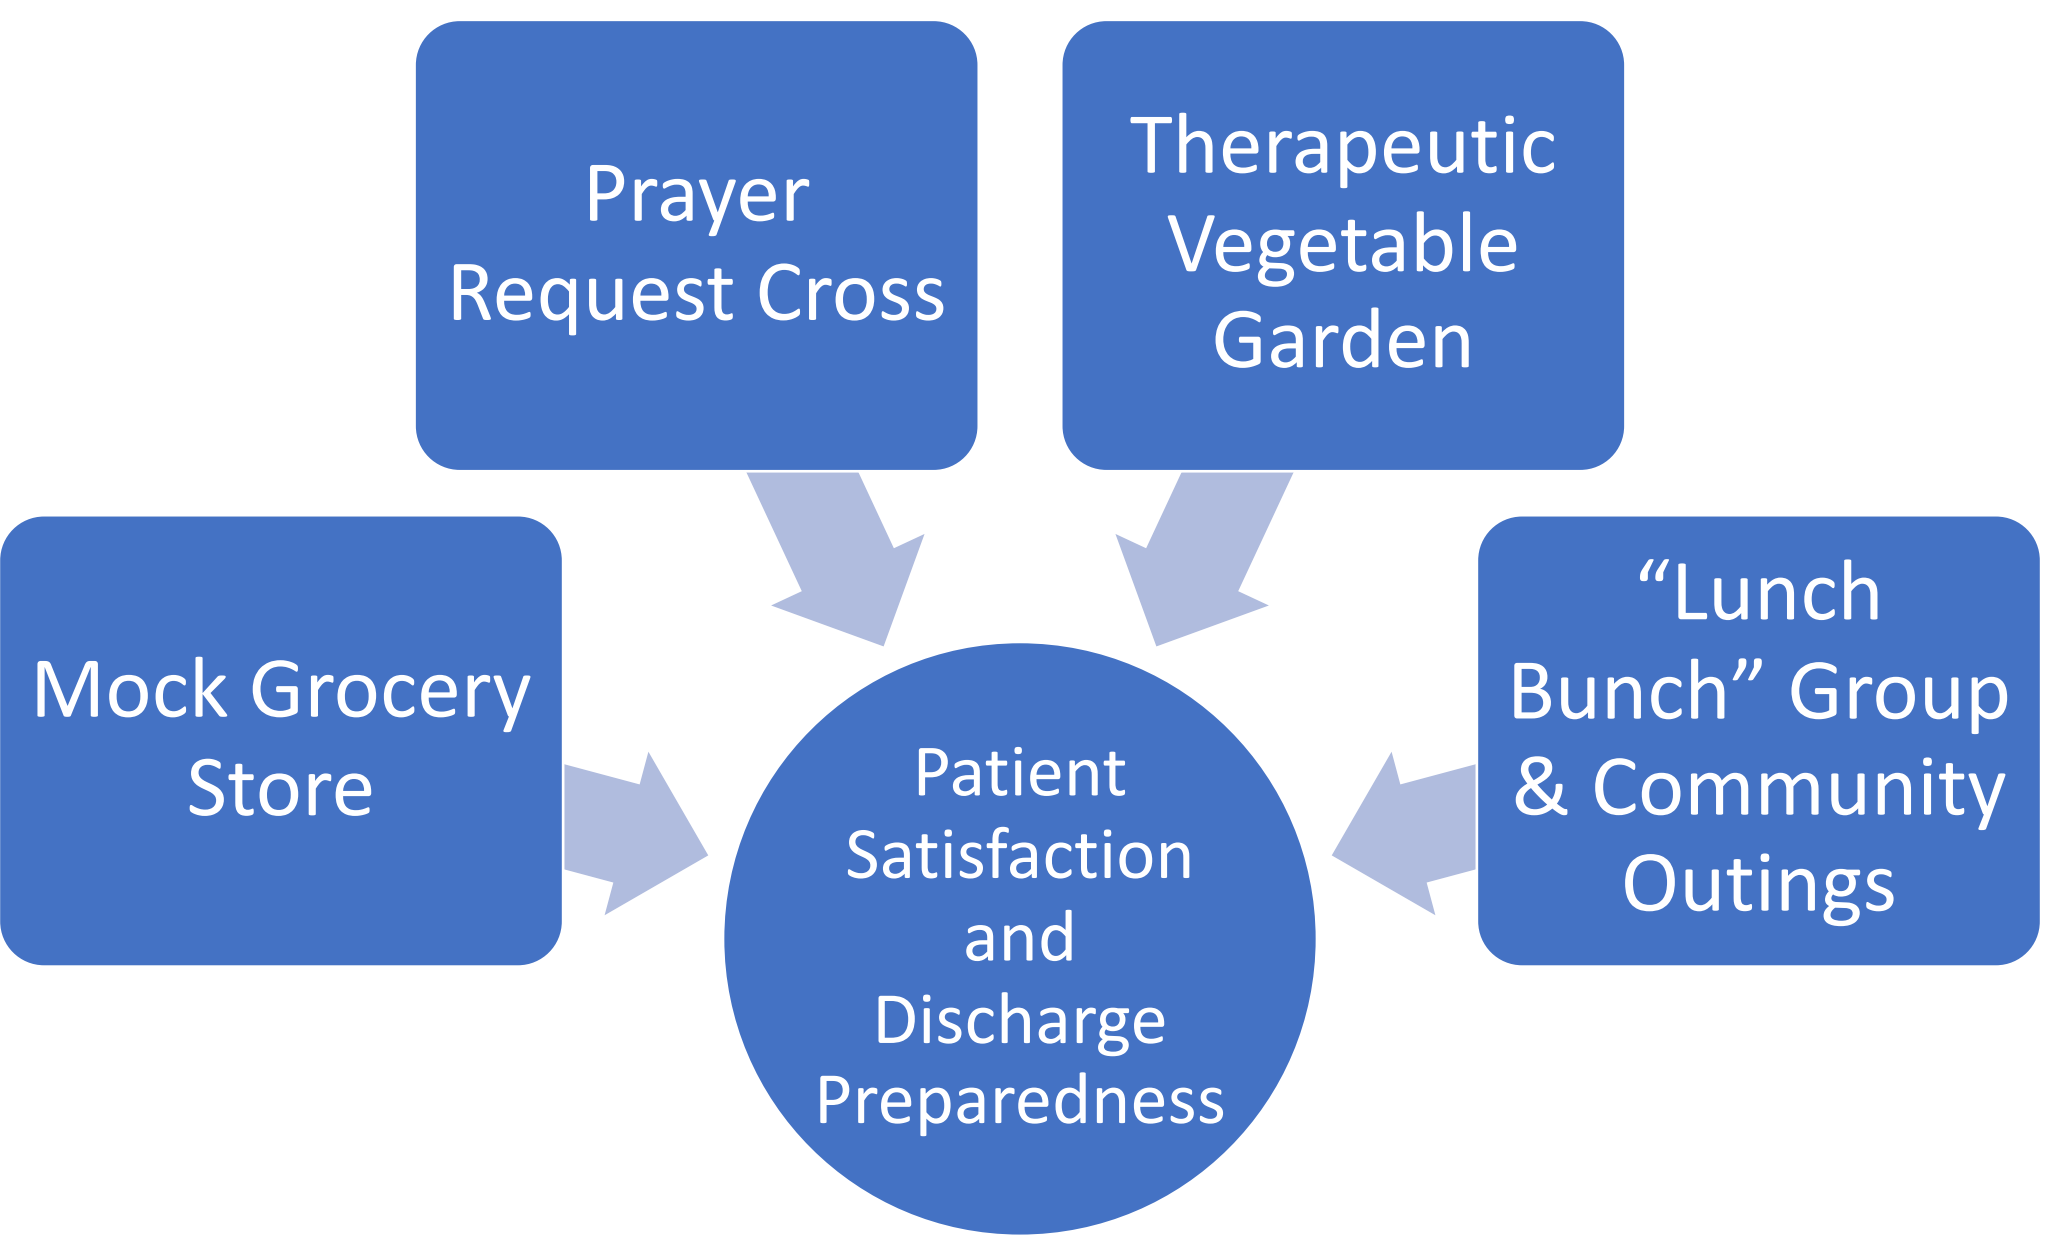 Prayer
Request Cross
Therapeutic
Vegetable
Garden
Mock Grocery
Store
“Lunch
Bunch” Group
& Community
Outings
Patient
Satisfaction
and
Discharge
Preparedness